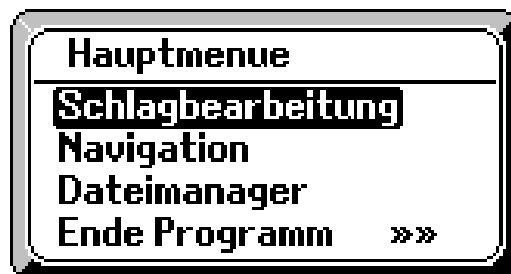 Hauptmenue
Schlagbearbeitung
Navigation
Dateimanager
Ende Programm »»